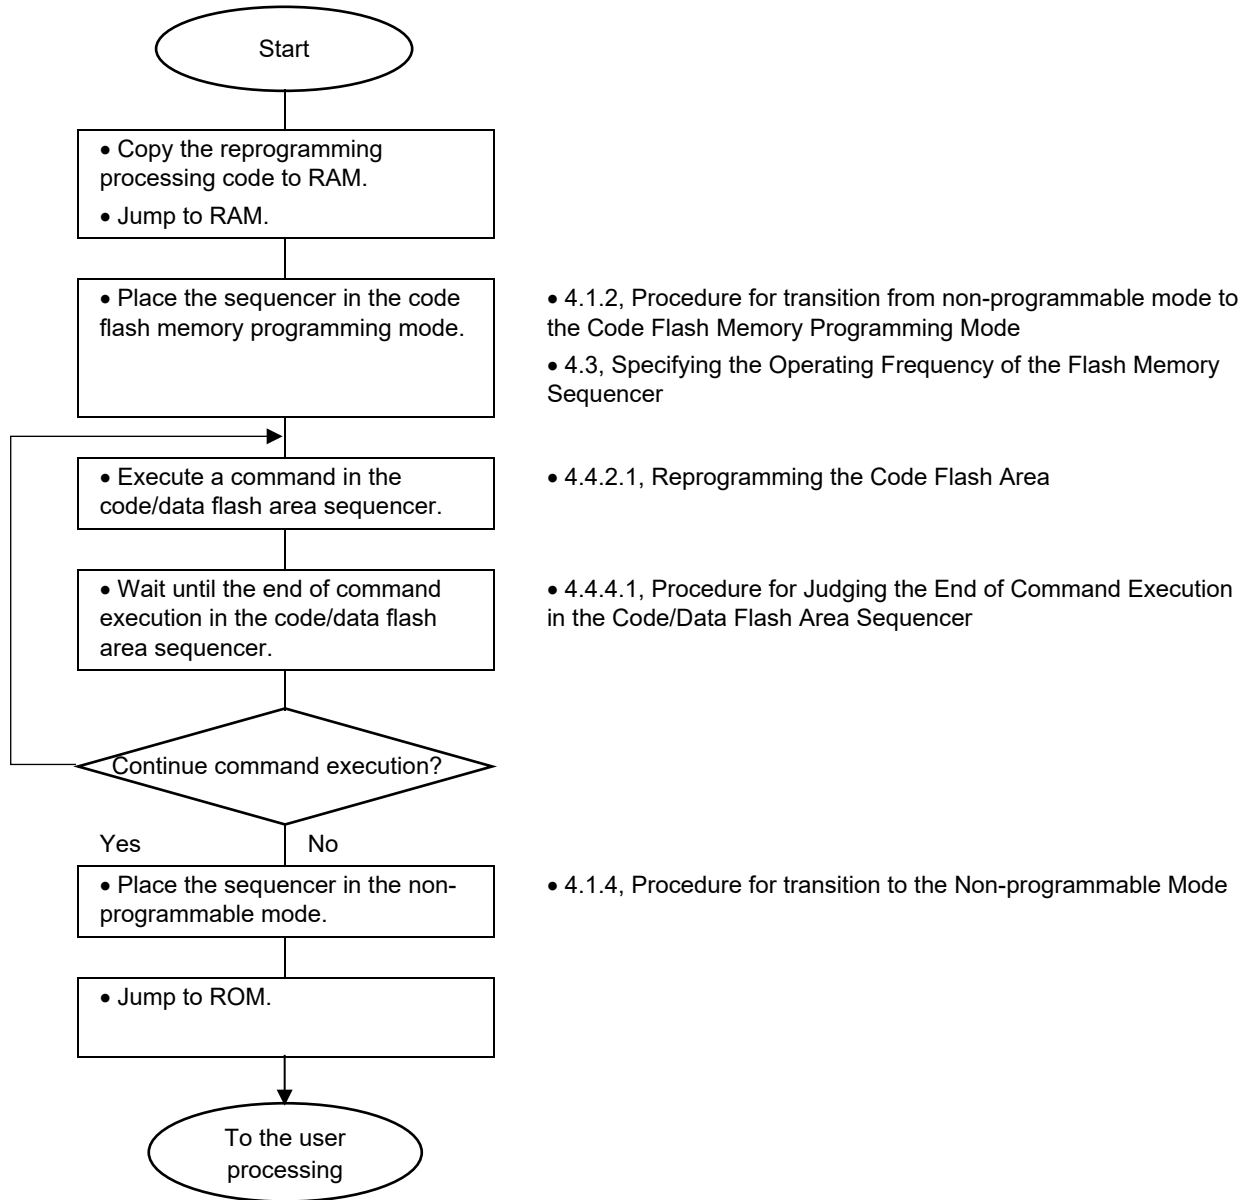 Start
• Copy the reprogramming
processing code to RAM.
• Jump to RAM.
• Place the sequencer in the code
flash memory programming mode.
• 4.1.2, Procedure for transition from non-programmable mode to
the Code Flash Memory Programming Mode
• 4.3, Specifying the Operating Frequency of the Flash Memory
Sequencer
• Execute a command in the
code/data flash area sequencer.
• 4.4.2.1, Reprogramming the Code Flash Area
• Wait until the end of command
execution in the code/data flash
area sequencer.
• 4.4.4.1, Procedure for Judging the End of Command Execution
in the Code/Data Flash Area Sequencer
Continue command execution?
Yes
No
• Place the sequencer in the non-
programmable mode.
• 4.1.4, Procedure for transition to the Non-programmable Mode
• Jump to ROM.
To the user
processing